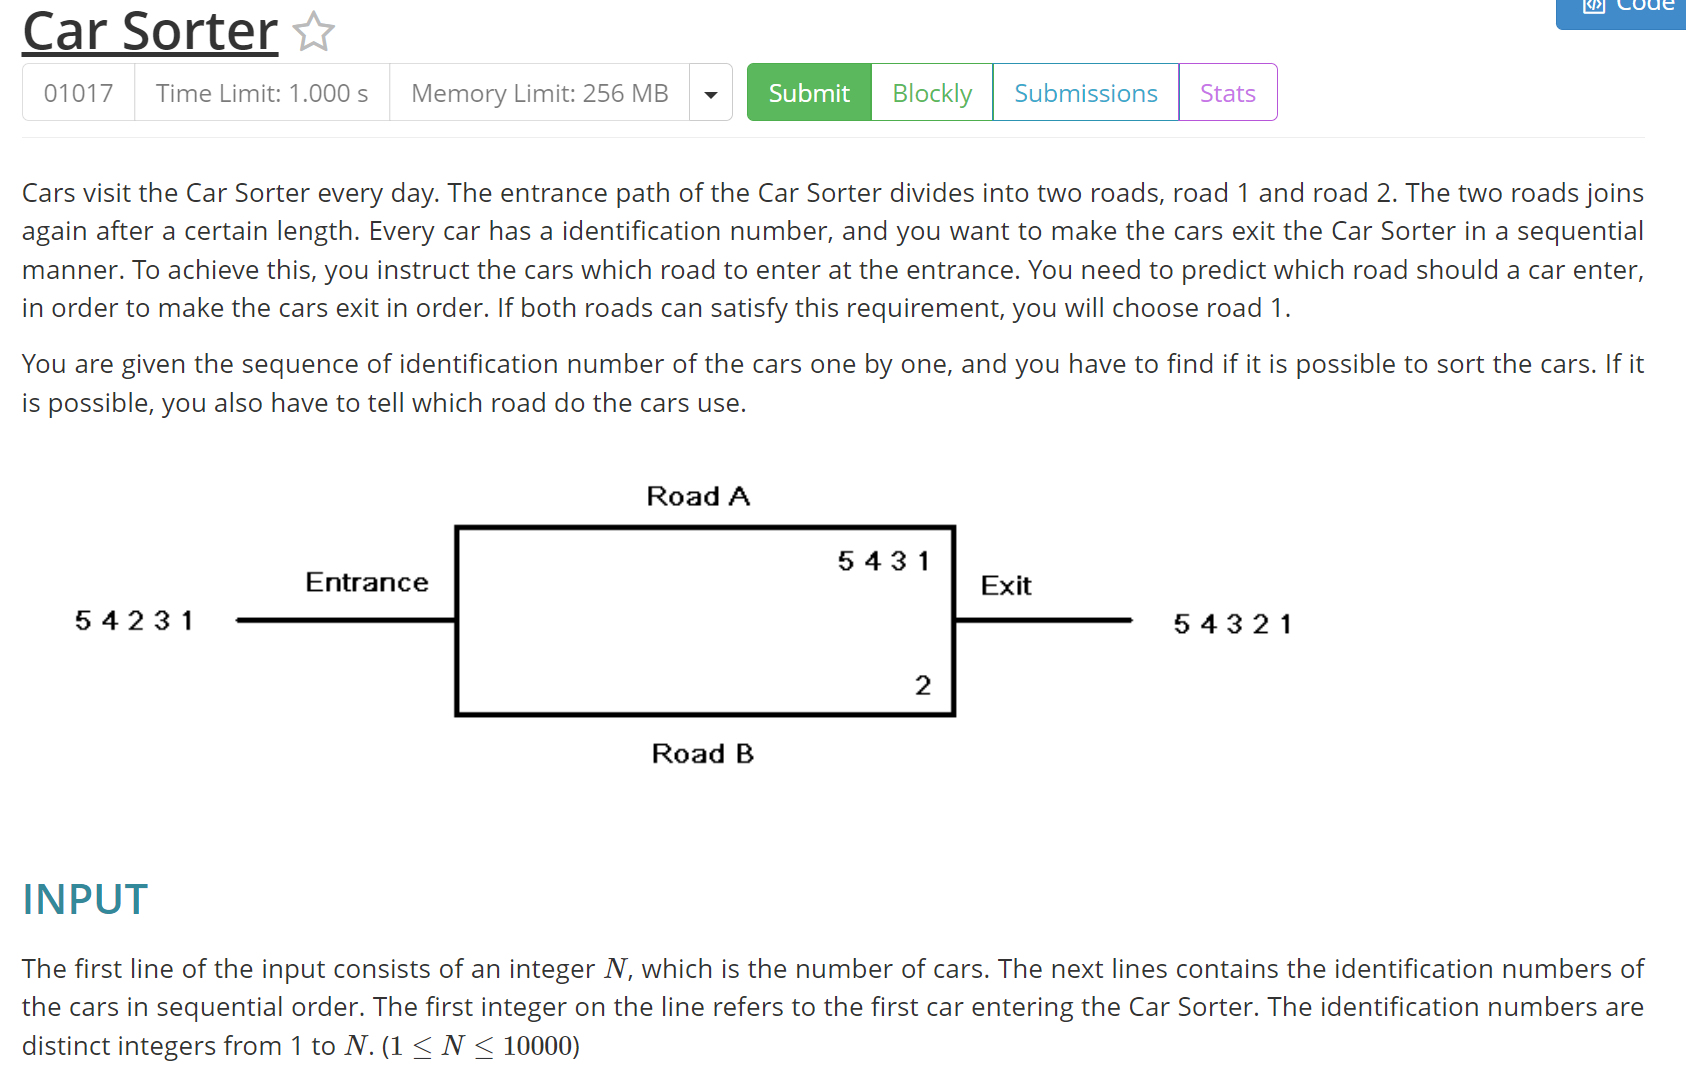 Car Sorter
Code
01017 Time Limit: 1.000 s Memory Limit: 256 MB Submit Blockly Submissions Stats
Cars visit the Car Sorter every day. The entrance path of the Car Sorter divides into two roads, road 1 and road 2. The two roads joins
again after a certain length. Every car has a identification number, and you want to make the cars exit the Car Sorter in a sequential
manner. To achieve this, you instruct the cars which road to enter at the entrance. You need to predict which road should a car enter,
in order to make the cars exit in order. If both roads can satisfy this requirement, you will choose road 1.
You are given the sequence of identification number of the cars one by one, and you have to find if it is possible to sort the cars. If it
is possible, you also have to tell which road do the cars use.
Road A
5 4 3 1
Entrance
Exit
5 4 2 3 1
5 4 3 2 1
2
Road B
INPUT
The first line of the input consists of an integer N, which is the number of cars. The next lines contains the identification numbers of
the cars in sequential order. The first integer on the line refers to the first car entering the Car Sorter. The identification numbers are
distinct integers from 1 to N. (1 ≤ N ≤ 10000)